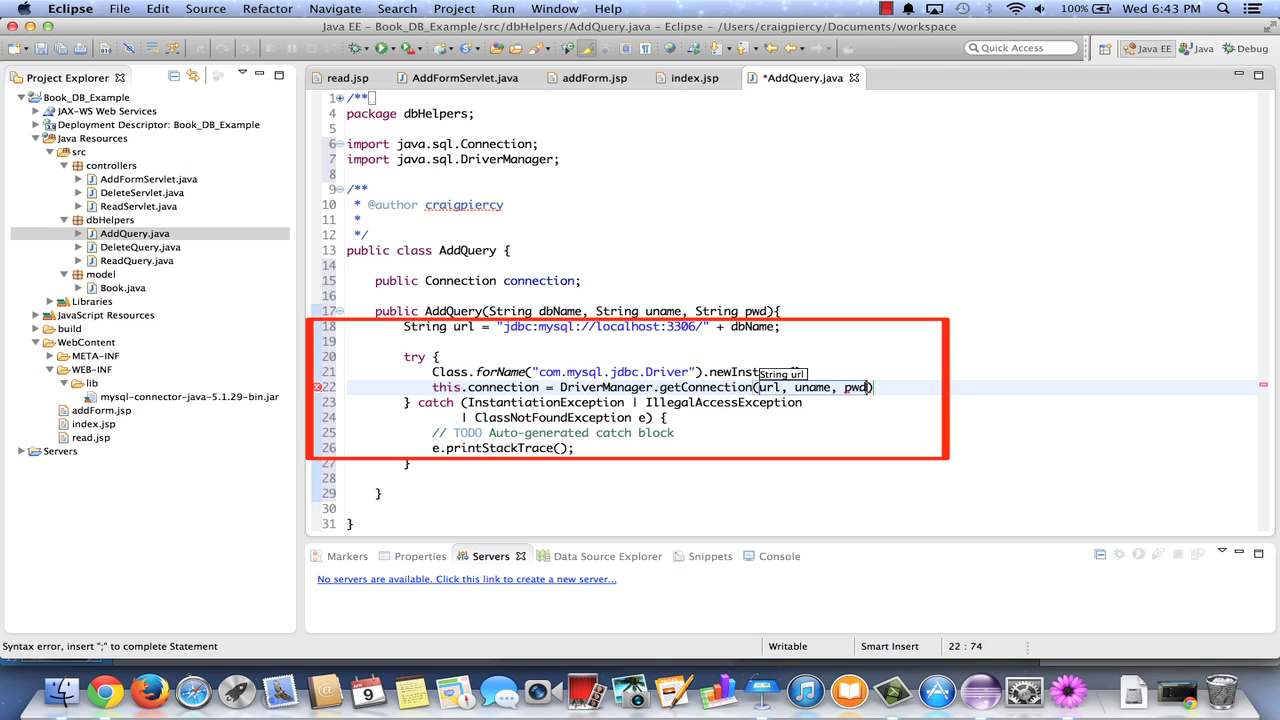 Eclipse File Edit Source Refactor Navigate Search Project Run Window Help 100% Wed 6:43 PM
Java EE - Book_DB_Example/src/dbHelpers/AddQuery.java - Eclipse - /Users/craigpiercy/Documents/workspace
Quick Access Java EE Java Debug
Project Explorer
Book_DB_Example
JAX-WS Web Services
Deployment Descriptor: Book_DB_Example
Java Resources
src
controllers
AddFormServlet.java
DeleteServlet.java
ReadServlet.java
dbHelpers
AddQuery.java
DeleteQuery.java
ReadQuery.java
model
Book.java
Libraries
JavaScript Resources
build
WebContent
META-INF
WEB-INF
lib
mysql-connector-java-5.1.29-bin.jar
addForm.jsp
index.jsp
read.jsp
Servers
read.jsp AddFormServlet.java addForm.jsp index.jsp *AddQuery.java
1 /**
4 package dbHelpers;
5
6 import java.sql.Connection;
7 import java.sql.DriverManager;
8
9 /**
10 * @author craigpiercy
11 *
12 */
13 public class AddQuery {
14
15 public Connection connection;
16
17 public AddQuery(String dbName, String uname, String pwd){
18 String url = "jdbc:mysql://localhost:3306/" + dbName;
19
20 try {
21 Class.forName("com.mysql.jdbc.Driver").newInst
String url
22 this.connection = DriverManager.getConnection(url, uname, pwd)
23 } catch (InstantiationException | IllegalAccessException
24 | ClassNotFoundException e) {
25 // TODO Auto-generated catch block
26 e.printStackTrace();
27 }
28
29 }
30
31 }
Markers Properties Servers Data Source Explorer Snippets Console
No servers are available. Click this link to create a new server...
Syntax error, insert ";" to complete Statement Writable Smart Insert 22 : 74